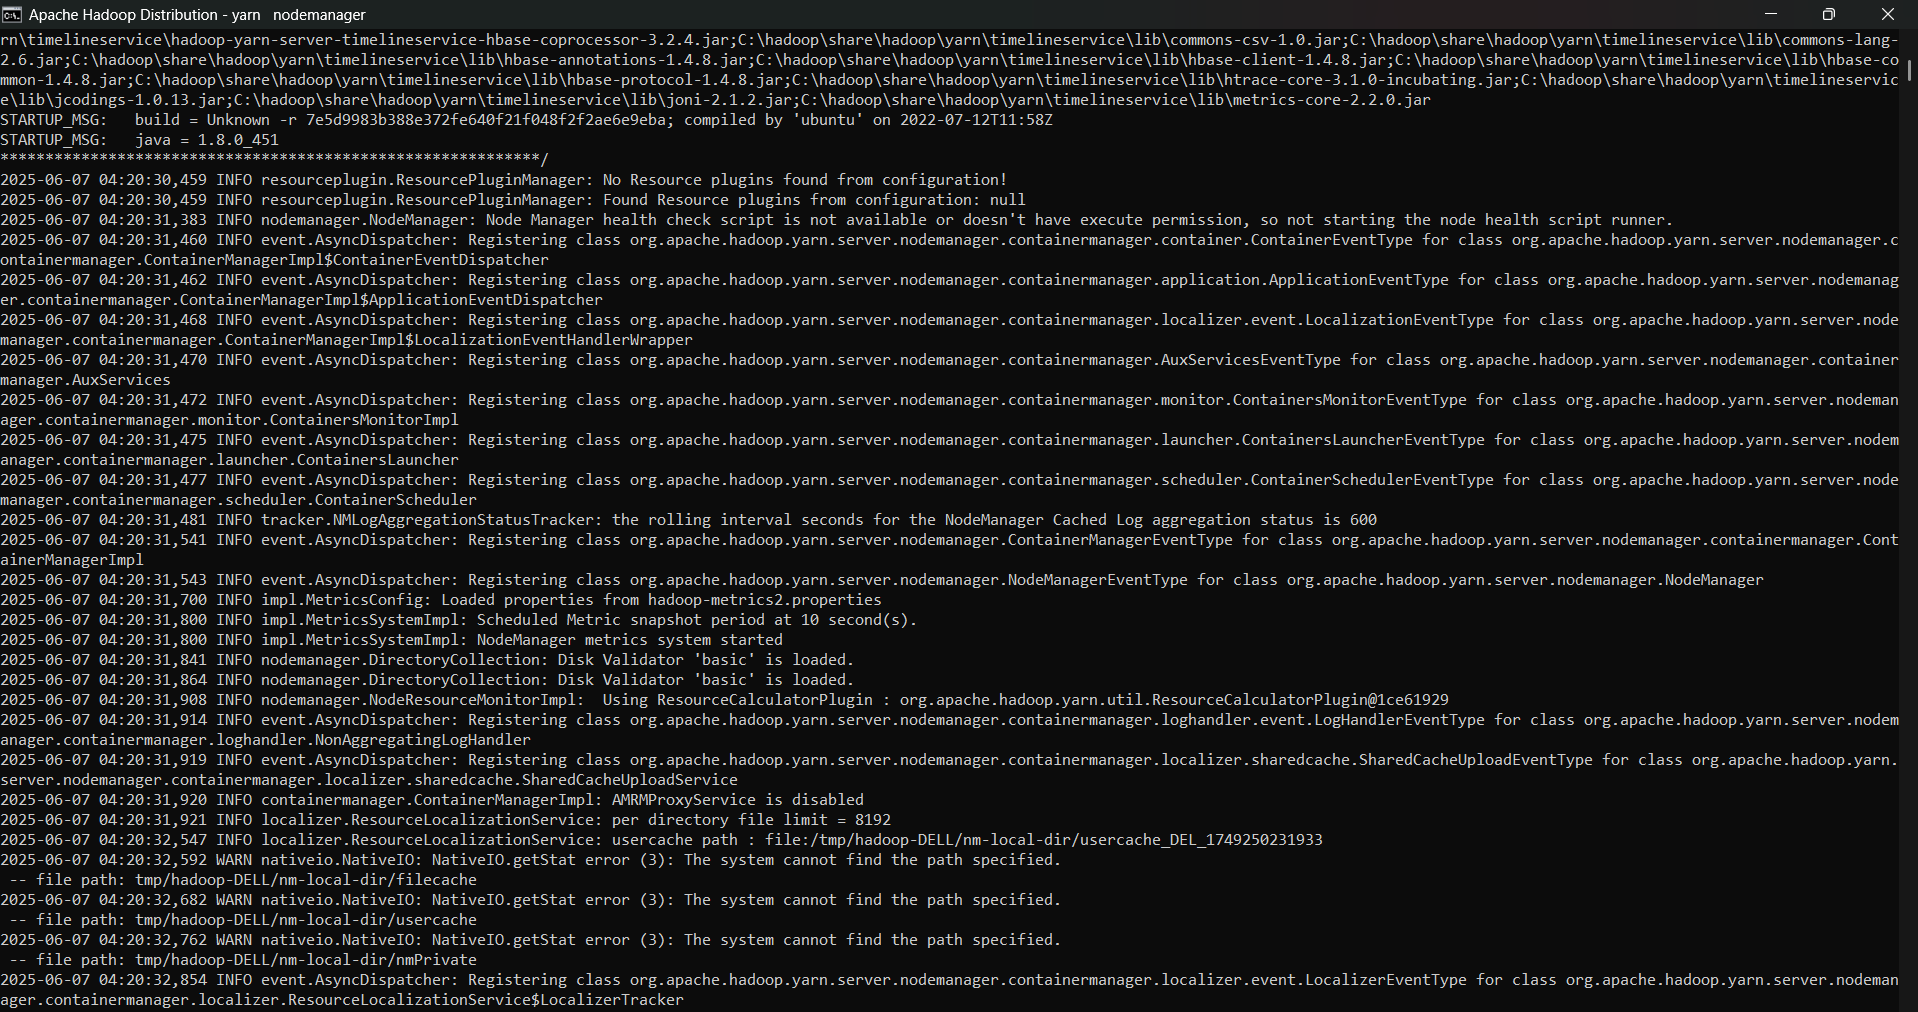 Apache Hadoop Distribution - yarn   nodemanager
rn\timelineservice\hadoop-yarn-server-timelineservice-hbase-coprocessor-3.2.4.jar;C:\hadoop\share\hadoop\yarn\timelineservice\lib\commons-csv-1.0.jar;C:\hadoop\share\hadoop\yarn\timelineservice\lib\commons-lang-
2.6.jar;C:\hadoop\share\hadoop\yarn\timelineservice\lib\hbase-annotations-1.4.8.jar;C:\hadoop\share\hadoop\yarn\timelineservice\lib\hbase-client-1.4.8.jar;C:\hadoop\share\hadoop\yarn\timelineservice\lib\hbase-co
mmon-1.4.8.jar;C:\hadoop\share\hadoop\yarn\timelineservice\lib\hbase-protocol-1.4.8.jar;C:\hadoop\share\hadoop\yarn\timelineservice\lib\htrace-core-3.1.0-incubating.jar;C:\hadoop\share\hadoop\yarn\timelineservic
e\lib\jcodings-1.0.13.jar;C:\hadoop\share\hadoop\yarn\timelineservice\lib\joni-2.1.2.jar;C:\hadoop\share\hadoop\yarn\timelineservice\lib\metrics-core-2.2.0.jar
STARTUP_MSG:   build = Unknown -r 7e5d9983b388e372fe640f21f048f2f2ae6e9eba; compiled by 'ubuntu' on 2022-07-12T11:58Z
STARTUP_MSG:   java = 1.8.0_451
************************************************************/
2025-06-07 04:20:30,459 INFO resourceplugin.ResourcePluginManager: No Resource plugins found from configuration!
2025-06-07 04:20:30,459 INFO resourceplugin.ResourcePluginManager: Found Resource plugins from configuration: null
2025-06-07 04:20:31,383 INFO nodemanager.NodeManager: Node Manager health check script is not available or doesn't have execute permission, so not starting the node health script runner.
2025-06-07 04:20:31,460 INFO event.AsyncDispatcher: Registering class org.apache.hadoop.yarn.server.nodemanager.containermanager.container.ContainerEventType for class org.apache.hadoop.yarn.server.nodemanager.c
ontainermanager.ContainerManagerImpl$ContainerEventDispatcher
2025-06-07 04:20:31,462 INFO event.AsyncDispatcher: Registering class org.apache.hadoop.yarn.server.nodemanager.containermanager.application.ApplicationEventType for class org.apache.hadoop.yarn.server.nodemanag
er.containermanager.ContainerManagerImpl$ApplicationEventDispatcher
2025-06-07 04:20:31,468 INFO event.AsyncDispatcher: Registering class org.apache.hadoop.yarn.server.nodemanager.containermanager.localizer.event.LocalizationEventType for class org.apache.hadoop.yarn.server.node
manager.containermanager.ContainerManagerImpl$LocalizationEventHandlerWrapper
2025-06-07 04:20:31,470 INFO event.AsyncDispatcher: Registering class org.apache.hadoop.yarn.server.nodemanager.containermanager.AuxServicesEventType for class org.apache.hadoop.yarn.server.nodemanager.container
manager.AuxServices
2025-06-07 04:20:31,472 INFO event.AsyncDispatcher: Registering class org.apache.hadoop.yarn.server.nodemanager.containermanager.monitor.ContainersMonitorEventType for class org.apache.hadoop.yarn.server.nodeman
ager.containermanager.monitor.ContainersMonitorImpl
2025-06-07 04:20:31,475 INFO event.AsyncDispatcher: Registering class org.apache.hadoop.yarn.server.nodemanager.containermanager.launcher.ContainersLauncherEventType for class org.apache.hadoop.yarn.server.nodem
anager.containermanager.launcher.ContainersLauncher
2025-06-07 04:20:31,477 INFO event.AsyncDispatcher: Registering class org.apache.hadoop.yarn.server.nodemanager.containermanager.scheduler.ContainerSchedulerEventType for class org.apache.hadoop.yarn.server.node
manager.containermanager.scheduler.ContainerScheduler
2025-06-07 04:20:31,481 INFO tracker.NMLogAggregationStatusTracker: the rolling interval seconds for the NodeManager Cached Log aggregation status is 600
2025-06-07 04:20:31,541 INFO event.AsyncDispatcher: Registering class org.apache.hadoop.yarn.server.nodemanager.ContainerManagerEventType for class org.apache.hadoop.yarn.server.nodemanager.containermanager.Cont
ainerManagerImpl
2025-06-07 04:20:31,543 INFO event.AsyncDispatcher: Registering class org.apache.hadoop.yarn.server.nodemanager.NodeManagerEventType for class org.apache.hadoop.yarn.server.nodemanager.NodeManager
2025-06-07 04:20:31,700 INFO impl.MetricsConfig: Loaded properties from hadoop-metrics2.properties
2025-06-07 04:20:31,800 INFO impl.MetricsSystemImpl: Scheduled Metric snapshot period at 10 second(s).
2025-06-07 04:20:31,800 INFO impl.MetricsSystemImpl: NodeManager metrics system started
2025-06-07 04:20:31,841 INFO nodemanager.DirectoryCollection: Disk Validator 'basic' is loaded.
2025-06-07 04:20:31,864 INFO nodemanager.DirectoryCollection: Disk Validator 'basic' is loaded.
2025-06-07 04:20:31,908 INFO nodemanager.NodeResourceMonitorImpl:  Using ResourceCalculatorPlugin : org.apache.hadoop.yarn.util.ResourceCalculatorPlugin@1ce61929
2025-06-07 04:20:31,914 INFO event.AsyncDispatcher: Registering class org.apache.hadoop.yarn.server.nodemanager.containermanager.loghandler.event.LogHandlerEventType for class org.apache.hadoop.yarn.server.nodem
anager.containermanager.loghandler.NonAggregatingLogHandler
2025-06-07 04:20:31,919 INFO event.AsyncDispatcher: Registering class org.apache.hadoop.yarn.server.nodemanager.containermanager.localizer.sharedcache.SharedCacheUploadEventType for class org.apache.hadoop.yarn.
server.nodemanager.containermanager.localizer.sharedcache.SharedCacheUploadService
2025-06-07 04:20:31,920 INFO containermanager.ContainerManagerImpl: AMRMProxyService is disabled
2025-06-07 04:20:31,921 INFO localizer.ResourceLocalizationService: per directory file limit = 8192
2025-06-07 04:20:32,547 INFO localizer.ResourceLocalizationService: usercache path : file:/tmp/hadoop-DELL/nm-local-dir/usercache_DEL_1749250231933
2025-06-07 04:20:32,592 WARN nativeio.NativeIO: NativeIO.getStat error (3): The system cannot find the path specified.
 -- file path: tmp/hadoop-DELL/nm-local-dir/filecache
2025-06-07 04:20:32,682 WARN nativeio.NativeIO: NativeIO.getStat error (3): The system cannot find the path specified.
 -- file path: tmp/hadoop-DELL/nm-local-dir/usercache
2025-06-07 04:20:32,762 WARN nativeio.NativeIO: NativeIO.getStat error (3): The system cannot find the path specified.
 -- file path: tmp/hadoop-DELL/nm-local-dir/nmPrivate
2025-06-07 04:20:32,854 INFO event.AsyncDispatcher: Registering class org.apache.hadoop.yarn.server.nodemanager.containermanager.localizer.event.LocalizerEventType for class org.apache.hadoop.yarn.server.nodeman
ager.containermanager.localizer.ResourceLocalizationService$LocalizerTracker